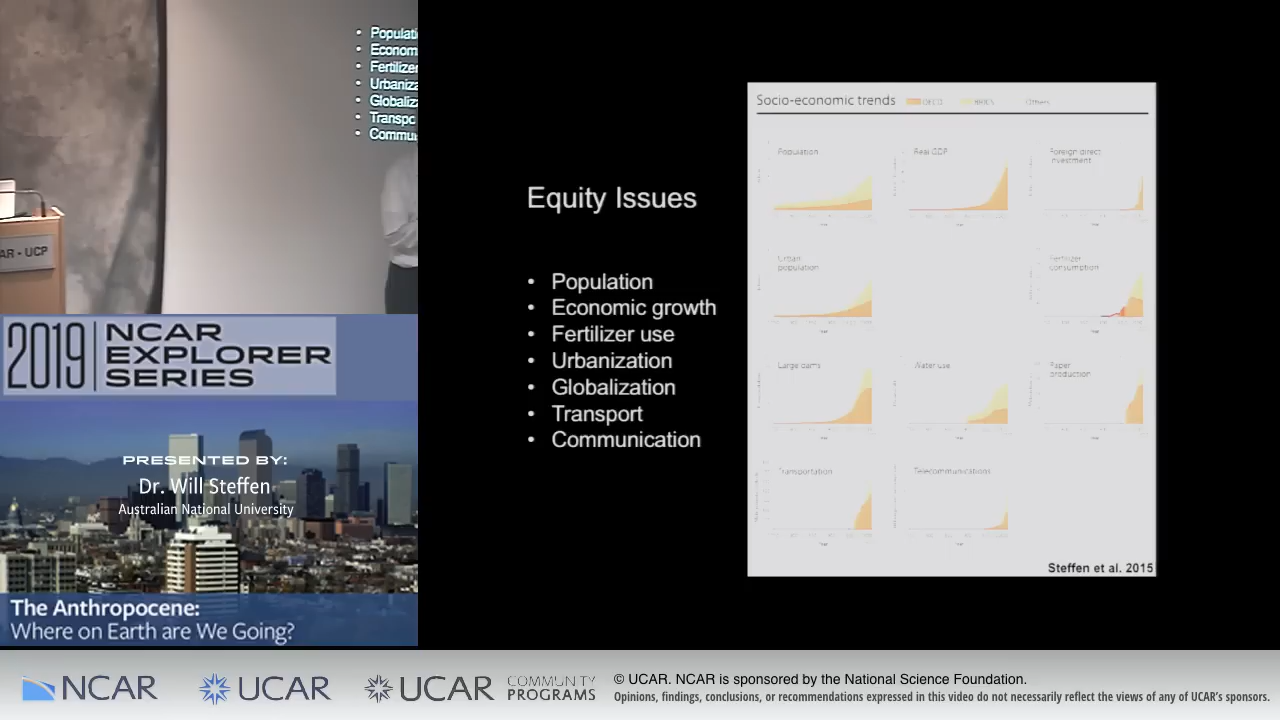 • Populati
• Econom
• Fertilizer
• Urbaniza
• Globaliza
• Transpo
• Commu
AR - UCP
2019 NCAR
EXPLORER
SERIES
PRESENTED BY:
Dr. Will Steffen
Australian National University
The Anthropocene:
Where on Earth are We Going?
Equity Issues
• Population
• Economic growth
• Fertilizer use
• Urbanization
• Globalization
• Transport
• Communication
Socio-economic trends OECD BRICS Others
Population
Real GDP
Foreign direct
investment
Urban
population
Fertilizer
consumption
Large dams
Water use
Paper
production
Transportation
Telecommunications
Steffen et al. 2015
NCAR UCAR UCAR COMMUNITY
PROGRAMS
© UCAR. NCAR is sponsored by the National Science Foundation.
Opinions, findings, conclusions, or recommendations expressed in this video do not necessarily reflect the views of any of UCAR's sponsors.